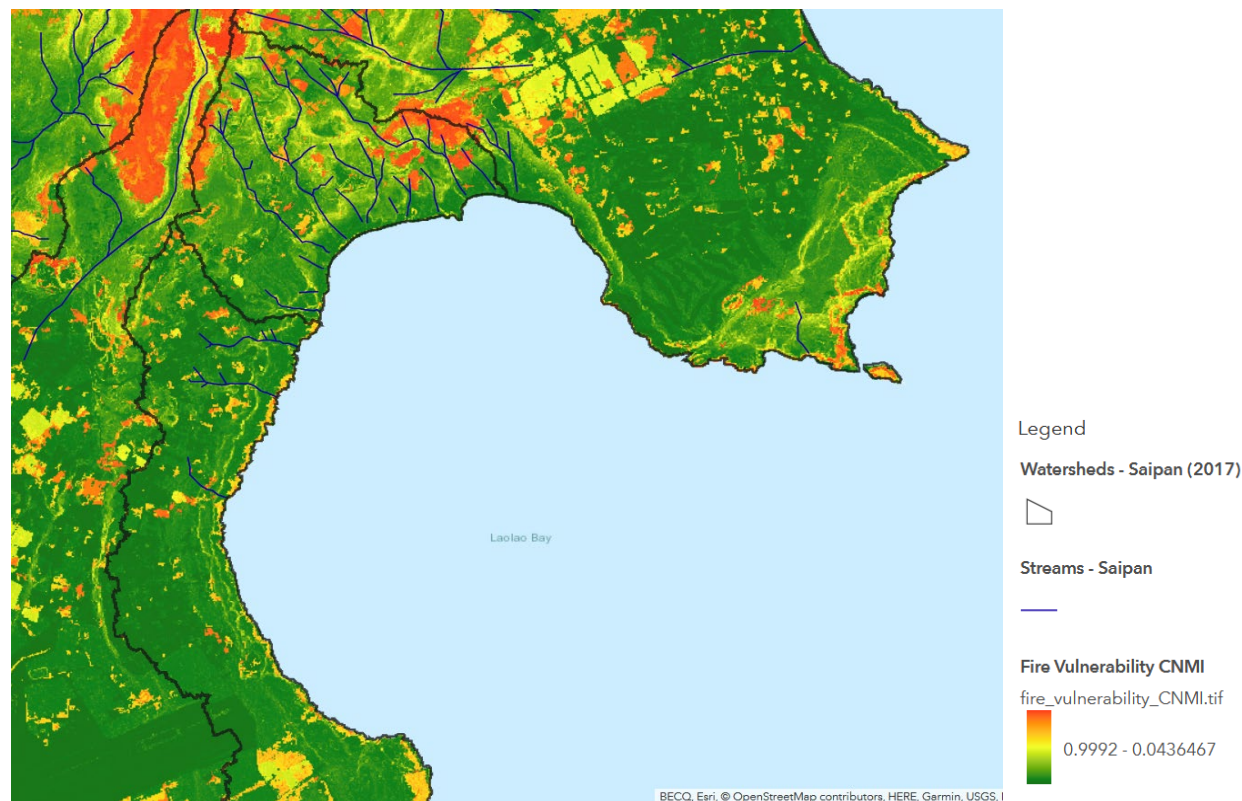 Laolao Bay
BECQ, Esri, © OpenStreetMap contributors, HERE, Garmin, USGS,
Legend
Watersheds - Saipan (2017)
Streams - Saipan
Fire Vulnerability CNMI
fire_vulnerability_CNMI.tif
0.9992 - 0.0436467